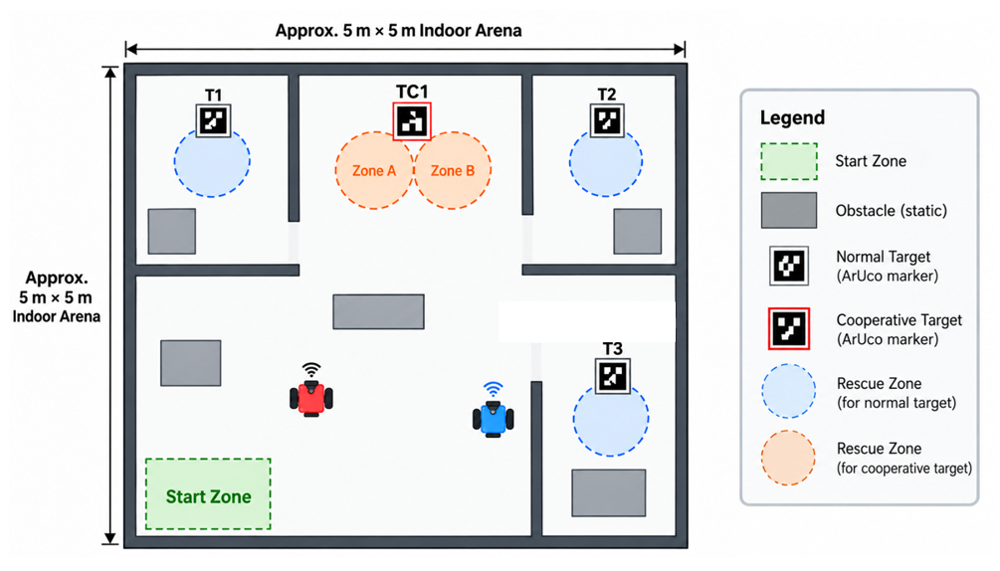 Approx. 5 m × 5 m Indoor Arena
T1
TC1
T2
Zone A
Zone B
Approx.
5 m × 5 m
Indoor Arena
T3
Start Zone
Legend
Start Zone
Obstacle (static)
Normal Target
(ArUco marker)
Cooperative Target
(ArUco marker)
Rescue Zone
(for normal target)
Rescue Zone
(for cooperative target)